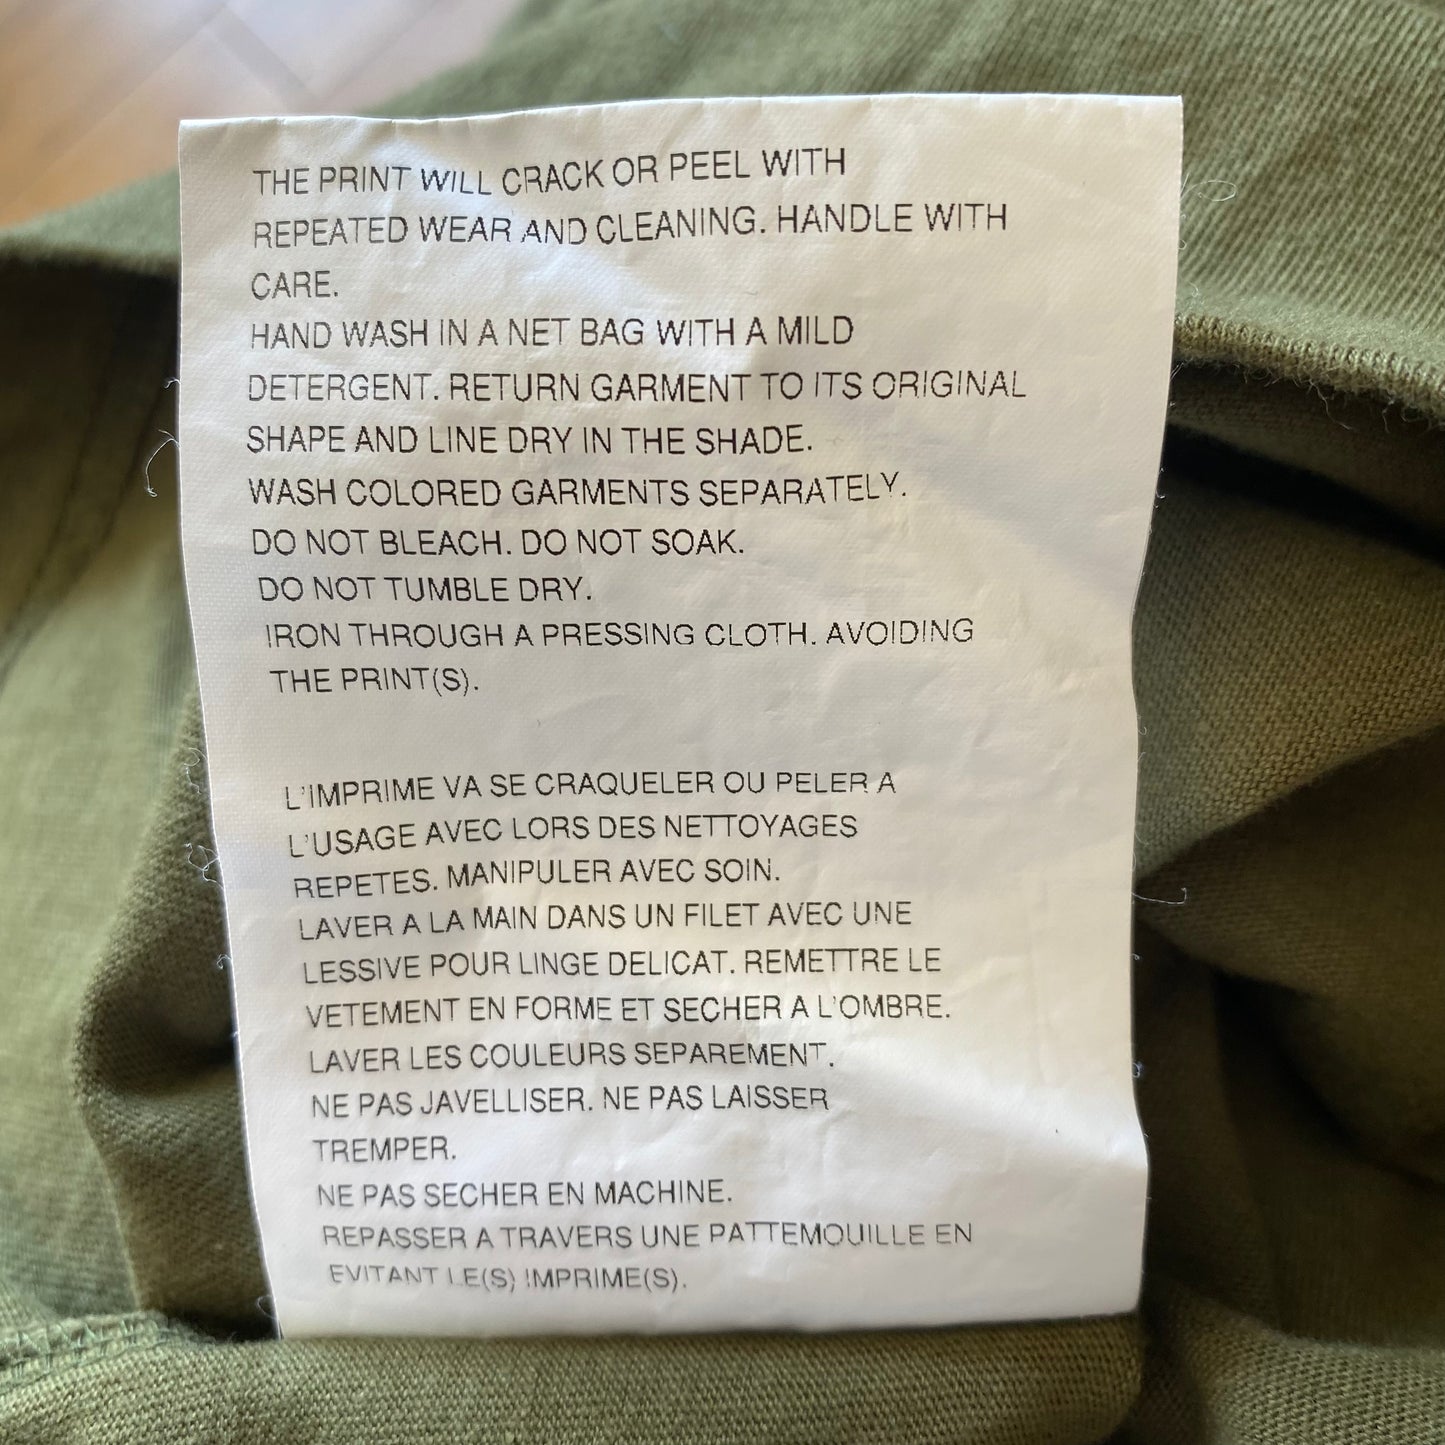 THE PRINT WILL CRACK OR PEEL WITH
REPEATED WEAR AND CLEANING. HANDLE WITH
CARE.
HAND WASH IN A NET BAG WITH A MILD
DETERGENT. RETURN GARMENT TO ITS ORIGINAL
SHAPE AND LINE DRY IN THE SHADE.
WASH COLORED GARMENTS SEPARATELY.
DO NOT BLEACH. DO NOT SOAK.
DO NOT TUMBLE DRY.
IRON THROUGH A PRESSING CLOTH. AVOIDING
THE PRINT(S).
L'IMPRIME VA SE CRAQUELER OU PELER A
L'USAGE AVEC LORS DES NETTOYAGES
REPETES. MANIPULER AVEC SOIN.
LAVER A LA MAIN DANS UN FILET AVEC UNE
LESSIVE POUR LINGE DELICAT. REMETTRE LE
VETEMENT EN FORME ET SECHER A L'OMBRE.
LAVER LES COULEURS SEPAREMENT.
NE PAS JAVELLISER. NE PAS LAISSER
TREMPER.
NE PAS SECHER EN MACHINE.
REPASSER A TRAVERS UNE PATTEMOUILLE EN
EVITANT LE(S) IMPRIME(S).